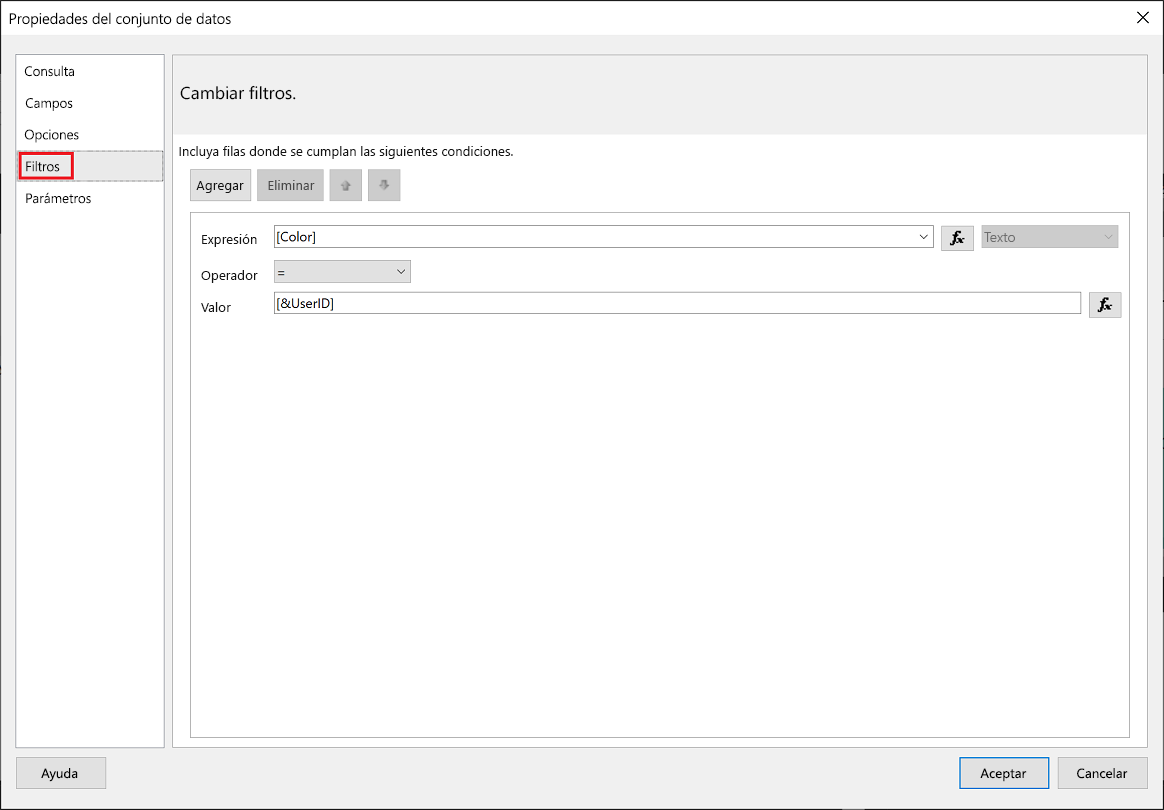 Propiedades del conjunto de datos
Consulta
Campos
Opciones
Filtros
Parámetros
Cambiar filtros.
Incluya filas donde se cumplan las siguientes condiciones.
Agregar Eliminar
Expresión [Color] fx Texto
Operador =
Valor [&UserID] fx
Ayuda Aceptar Cancelar